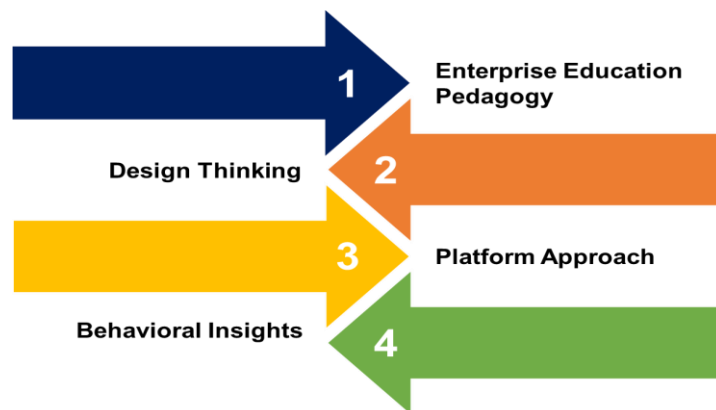 1
Enterprise Education
Pedagogy
Design Thinking
2
3
Platform Approach
Behavioral Insights
4